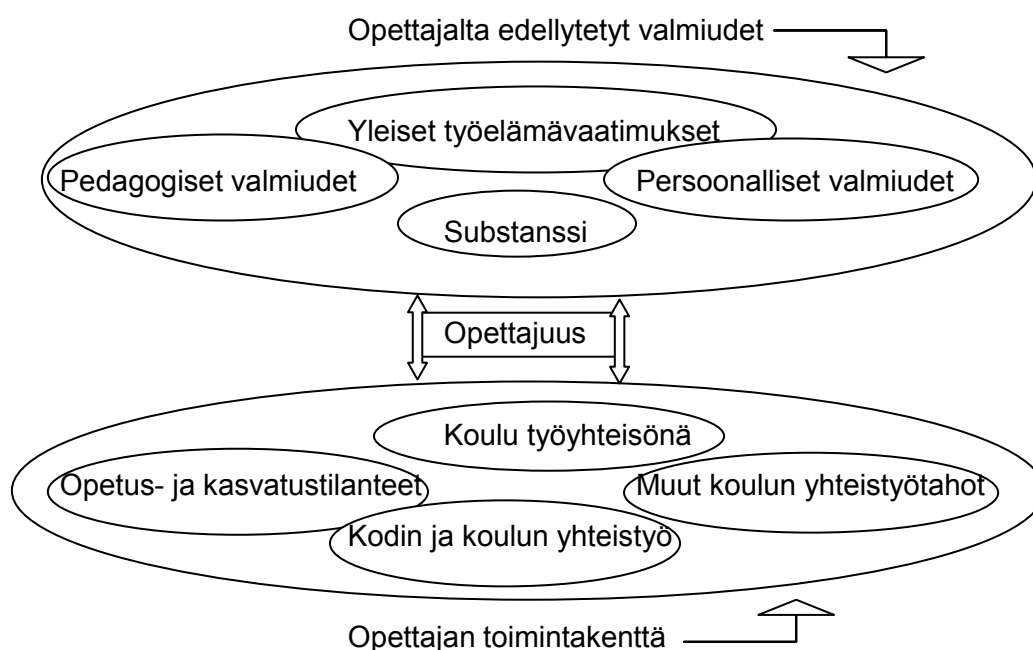 Opettajalta edellytetyt valmiudet
Yleiset työelämävaatimukset
Pedagogiset valmiudet
Persoonalliset valmiudet
Substanssi
Opettajuus
Koulu työyhteisönä
Opetus- ja kasvatustilanteet
Muut koulun yhteistyötahot
Kodin ja koulun yhteistyö
Opettajan toimintakenttä